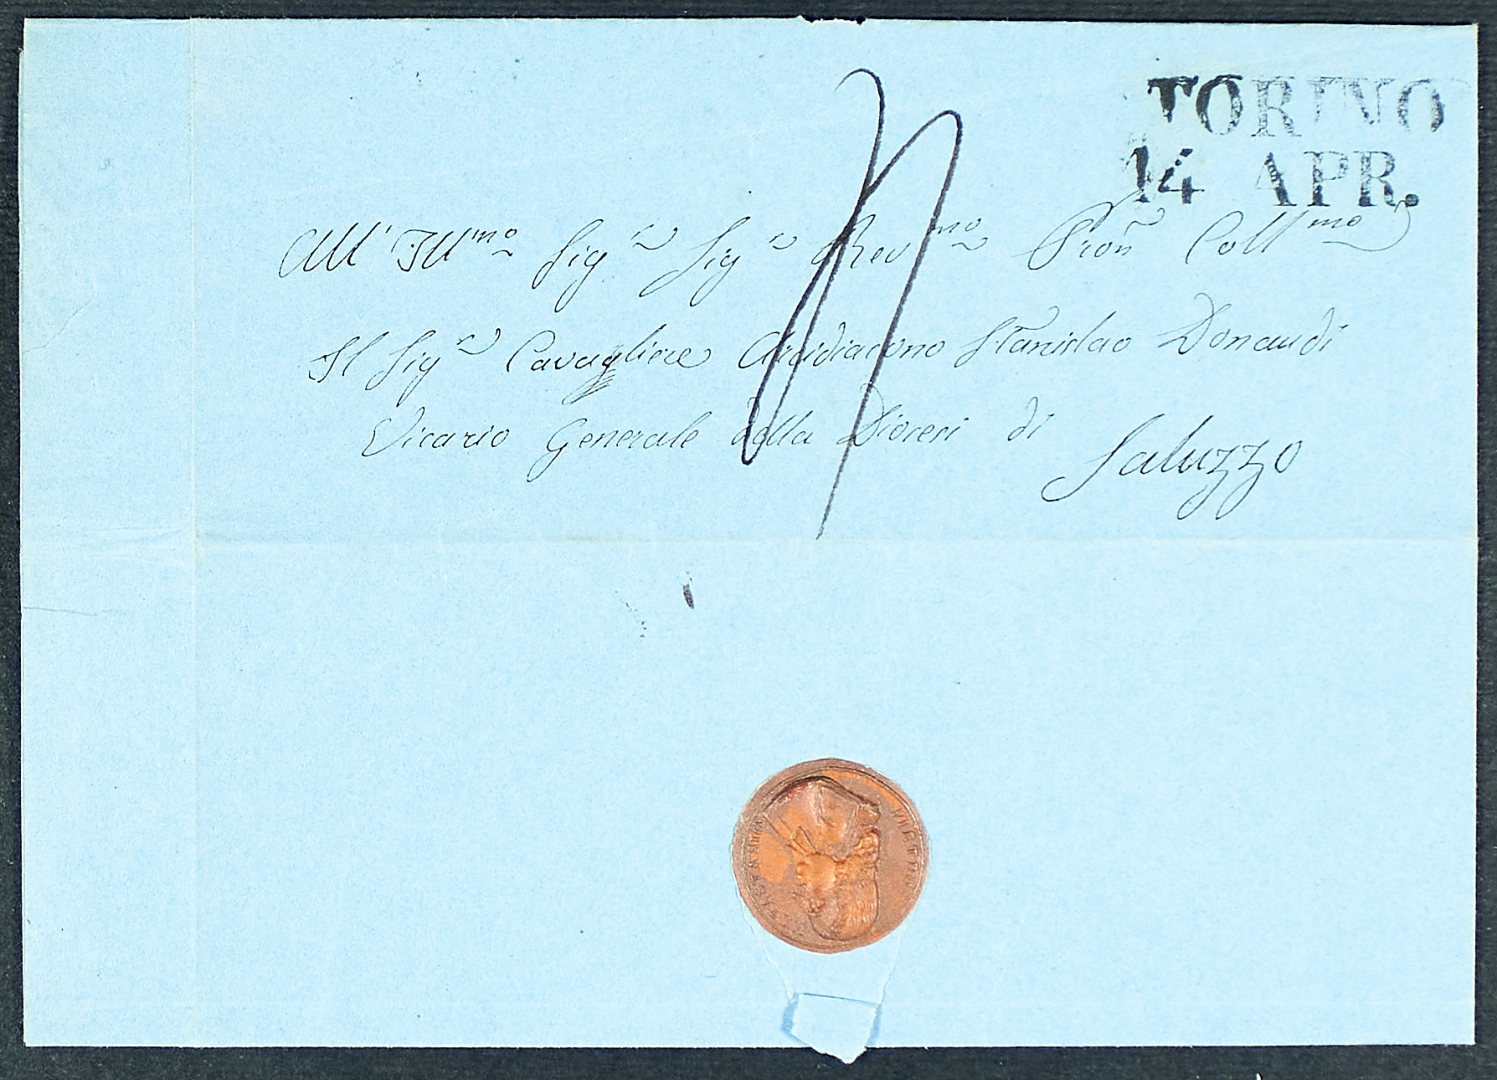 TORINO
14 APR.
All' Ill.mo Sig.r Sig.r Rev.mo Pron Coll.mo
Il Sig.r Cavagliere Arcidiacono Stanislao Donaudi
Vicario Generale della Diocesi di
Saluzzo